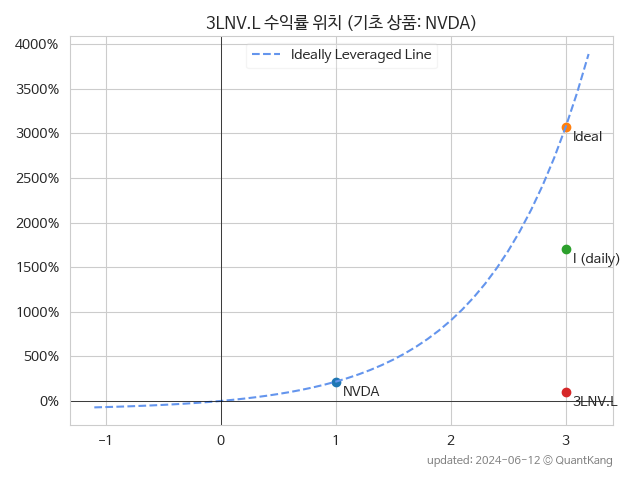 3LNV.L 수익률 위치 (기초 상품: NVDA)
4000%
3500%
3000%
2500%
2000%
1500%
1000%
500%
0%
Ideally Leveraged Line
Ideal
I (daily)
NVDA
3LNV.L
-1
0
1
2
3
updated: 2024-06-12 © QuantKang